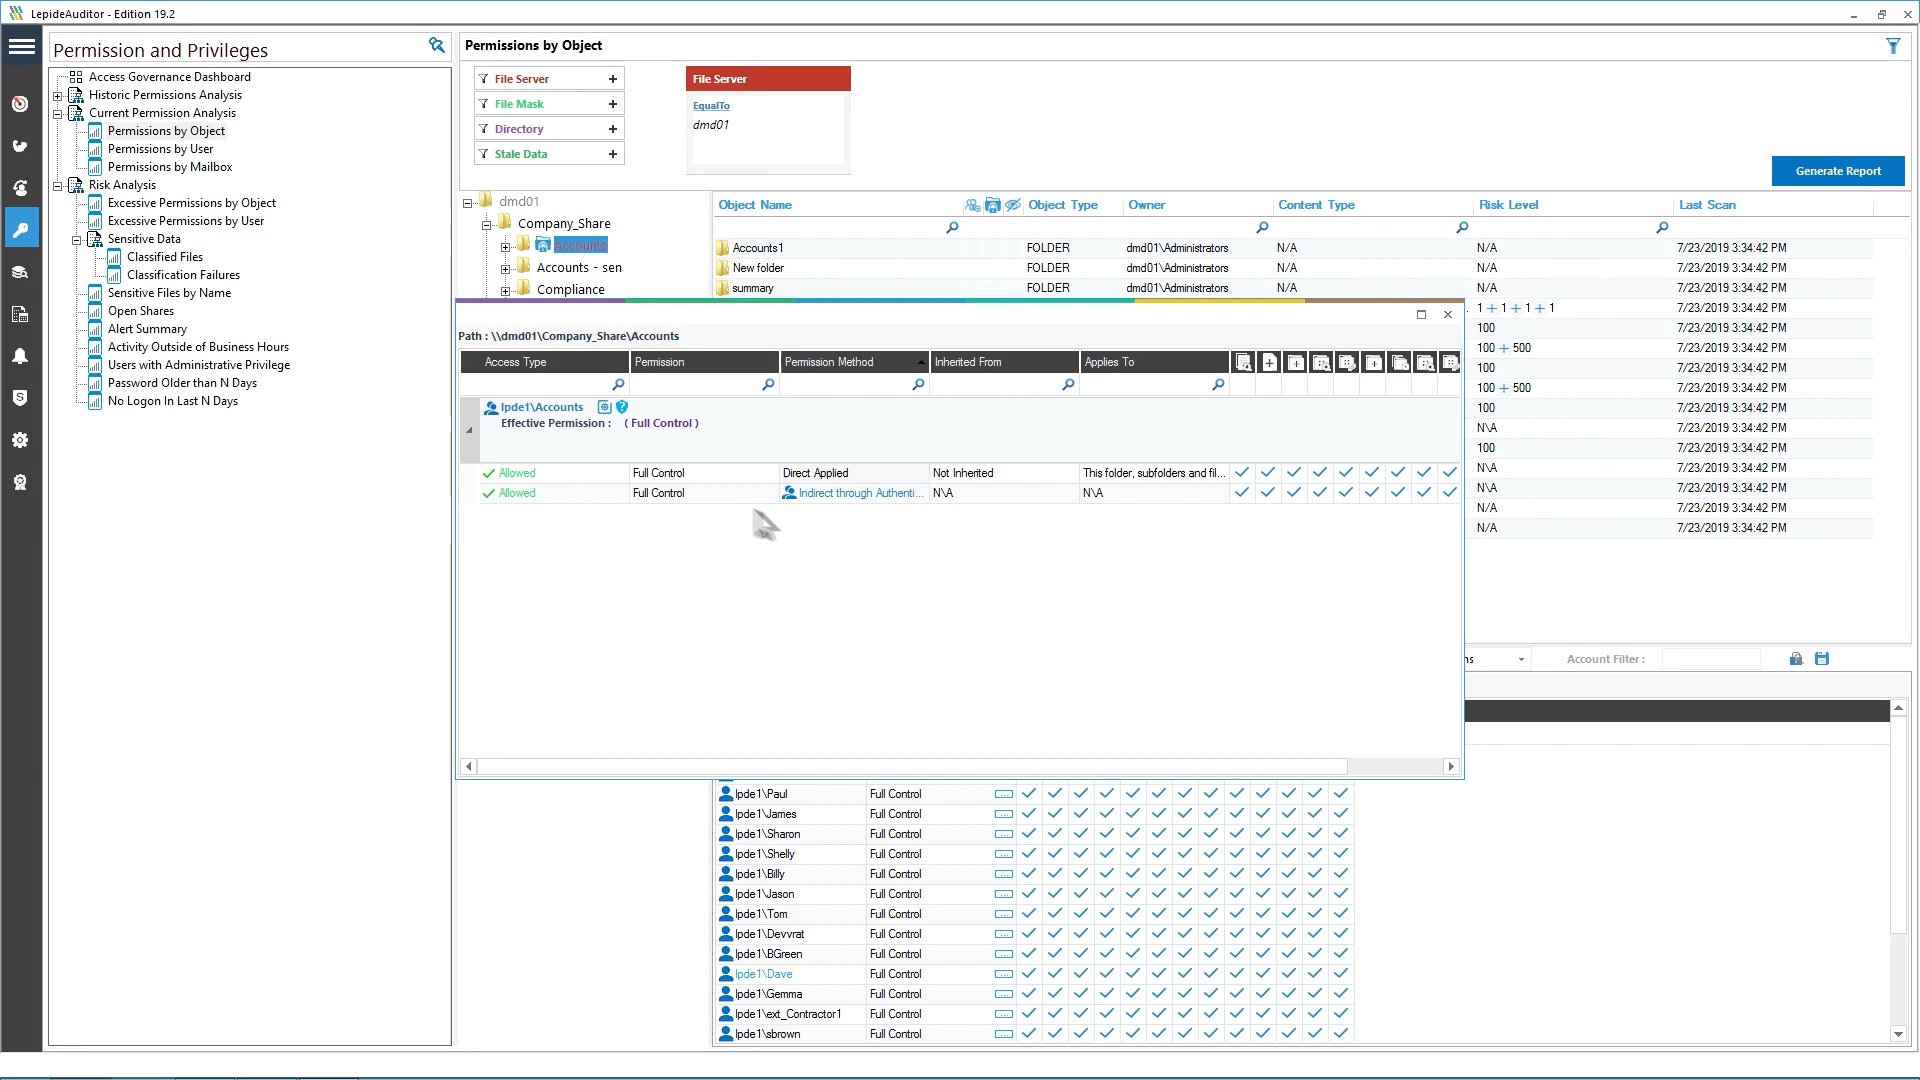 LepideAuditor - Edition 19.2
Permission and Privileges
Access Governance Dashboard
Historic Permissions Analysis
Current Permission Analysis
Permissions by Object
Permissions by User
Permissions by Mailbox
Risk Analysis
Excessive Permissions by Object
Excessive Permissions by User
Sensitive Data
Classified Files
Classification Failures
Sensitive Files by Name
Open Shares
Alert Summary
Activity Outside of Business Hours
Users with Administrative Privilege
Password Older than N Days
No Logon In Last N Days
Permissions by Object
File Server +
File Mask +
Directory +
Stale Data +
File Server
EqualTo
dmd01
Generate Report
dmd01
Company_Share
Accounts
Accounts - sen
Compliance
Object Name Object Type Owner Content Type Risk Level Last Scan
Accounts1 FOLDER dmd01\Administrators N/A N/A 7/23/2019 3:34:42 PM
New folder FOLDER dmd01\Administrators N/A N/A 7/23/2019 3:34:42 PM
summary FOLDER dmd01\Administrators N/A N/A 7/23/2019 3:34:42 PM
1 + 1 + 1 + 1 7/23/2019 3:34:42 PM
100 7/23/2019 3:34:42 PM
100 + 500 7/23/2019 3:34:42 PM
100 7/23/2019 3:34:42 PM
100 + 500 7/23/2019 3:34:42 PM
100 7/23/2019 3:34:42 PM
N\A 7/23/2019 3:34:42 PM
100 7/23/2019 3:34:42 PM
N\A 7/23/2019 3:34:42 PM
N\A 7/23/2019 3:34:42 PM
N/A 7/23/2019 3:34:42 PM
N/A 7/23/2019 3:34:42 PM
Path : \\dmd01\Company_Share\Accounts
Access Type Permission Permission Method Inherited From Applies To
lpde1\Accounts
Effective Permission : ( Full Control )
Allowed Full Control Direct Applied Not Inherited This folder, subfolders and fil...
Allowed Full Control Indirect through Authenti... N\A N\A
ns Account Filter :
lpde1\Paul Full Control
lpde1\James Full Control
lpde1\Sharon Full Control
lpde1\Shelly Full Control
lpde1\Billy Full Control
lpde1\Jason Full Control
lpde1\Tom Full Control
lpde1\Devvrat Full Control
lpde1\BGreen Full Control
lpde1\Dave Full Control
lpde1\Gemma Full Control
lpde1\ext_Contractor1 Full Control
lpde1\sbrown Full Control